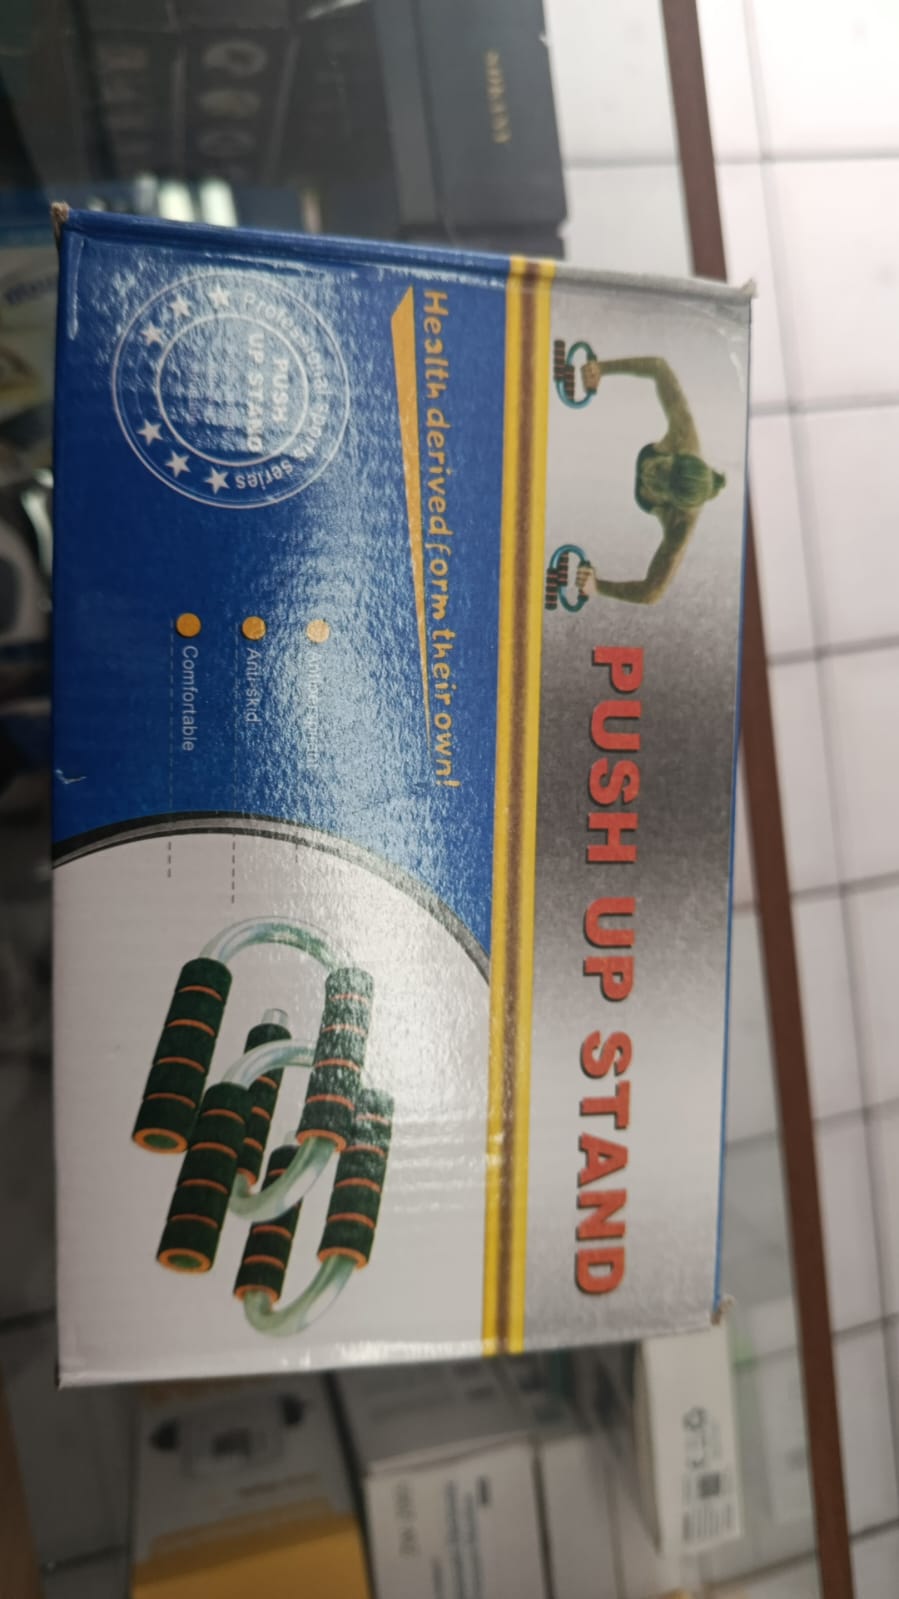 PUSH UP STAND
Health derived form their own!
Professional Sports Series
PUSH
UP STAND
Anti-skid
Comfortable